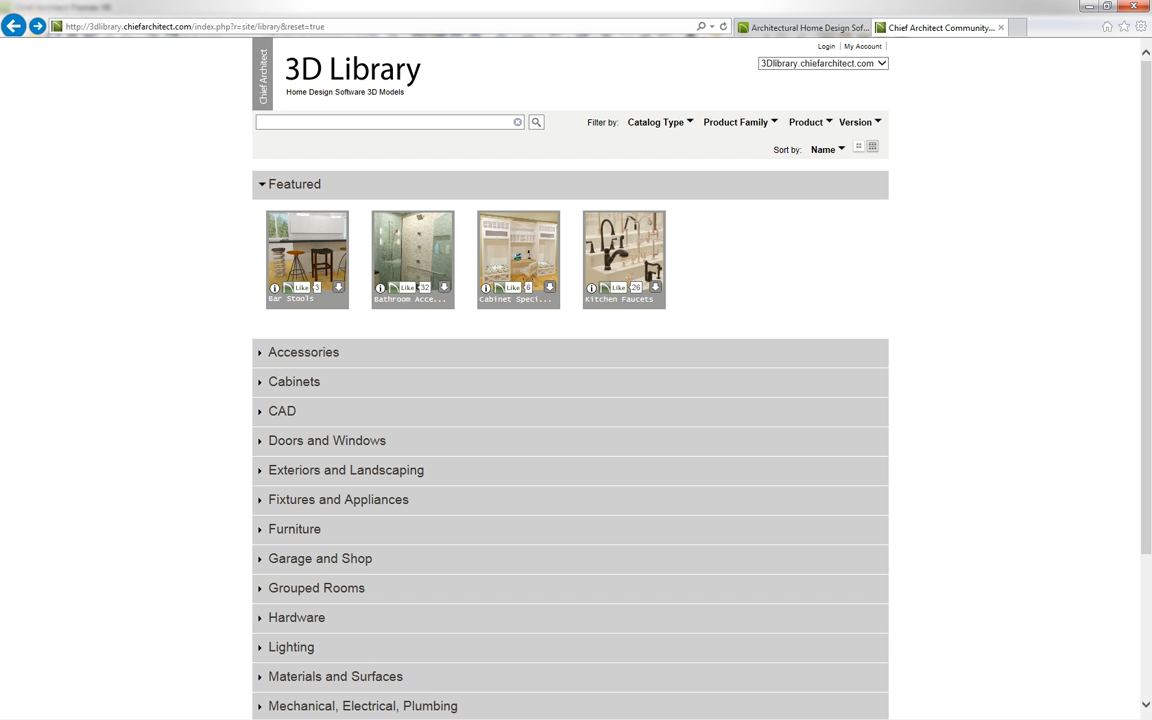 http://3dlibrary.chiefarchitect.com/index.php?r=site/library&reset=true
Architectural Home Design Sof...
Chief Architect Community...
Login | My Account |
Chief Architect
3D Library
3Dlibrary.chiefarchitect.com
Home Design Software 3D Models
Filter by: Catalog Type Product Family Product Version
Sort by: Name
Featured
Like 3
Like 32
Like 6
Like 26
Bar Stools
Bathroom Acce...
Cabinet Speci...
Kitchen Faucets
Accessories
Cabinets
CAD
Doors and Windows
Exteriors and Landscaping
Fixtures and Appliances
Furniture
Garage and Shop
Grouped Rooms
Hardware
Lighting
Materials and Surfaces
Mechanical, Electrical, Plumbing